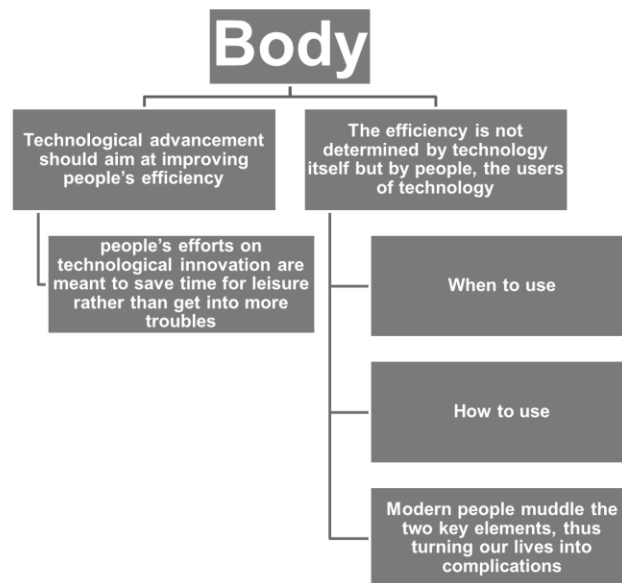 Body
Technological advancement
should aim at improving
people's efficiency
people's efforts on
technological innovation are
meant to save time for leisure
rather than get into more
troubles
The efficiency is not
determined by technology
itself but by people, the users
of technology
When to use
How to use
Modern people muddle the
two key elements, thus
turning our lives into
complications